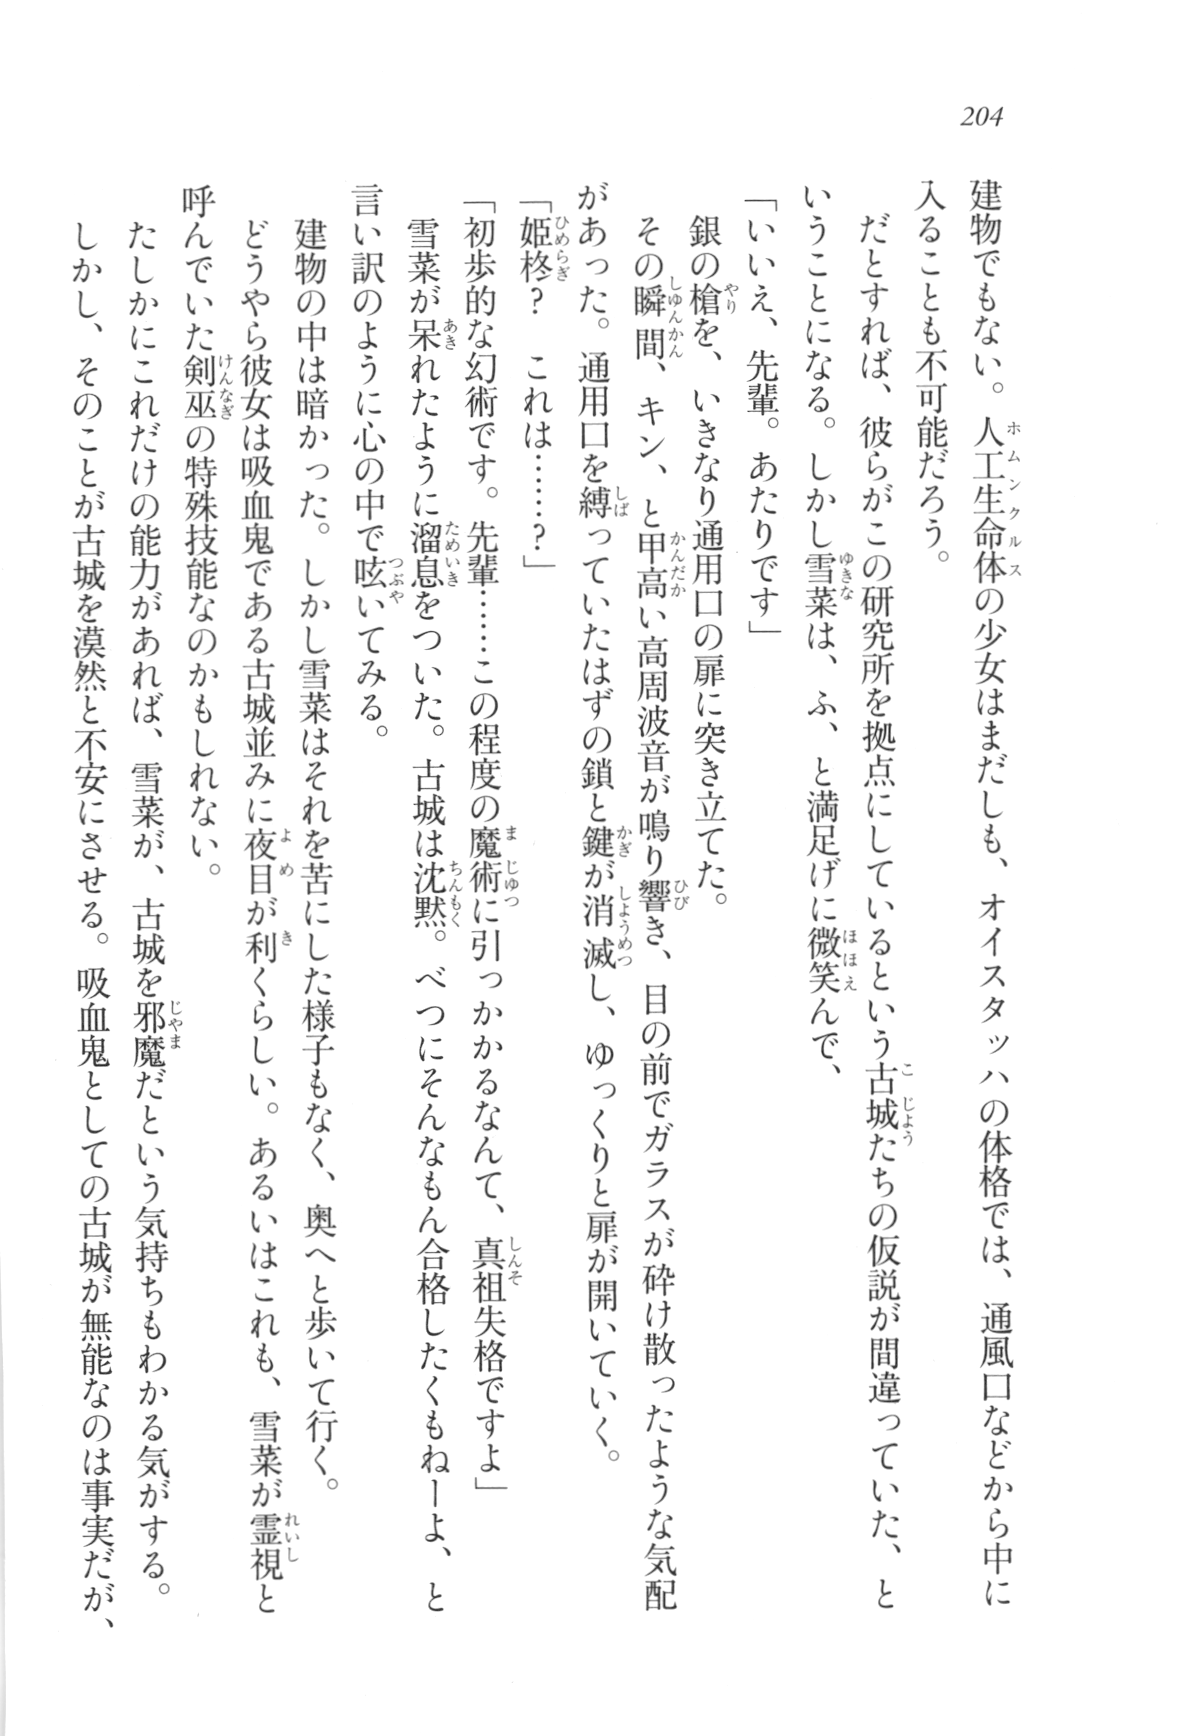 204
建物でもない。人工生命体の少女はまだしも、オイスタッハの体格では、通風口などから中に
入ることも不可能だろう。
だとすれば、彼らがこの研究所を拠点にしているという古城たちの仮説が間違っていた、と
いうことになる。しかし雪菜は、ふ、と満足げに微笑んで、
「いいえ、先輩。あたりです」
銀の槍を、いきなり通用口の扉に突き立てた。
その瞬間、キン、と甲高い高周波音が鳴り響き、目の前でガラスが砕け散ったような気配
があった。通用口を縛っていたはずの鎖と鍵が消滅し、ゆっくりと扉が開いていく。
「姫柊？　これは……？」
「初歩的な幻術です。先輩……この程度の魔術に引っかかるなんて、真祖失格ですよ」
雪菜が呆れたように溜息をついた。古城は沈黙。べつにそんなもん合格したくもねーよ、と
言い訳のように心の中で呟いてみる。
建物の中は暗かった。しかし雪菜はそれを苦にした様子もなく、奥へと歩いて行く。
どうやら彼女は吸血鬼である古城並みに夜目が利くらしい。あるいはこれも、雪菜が霊視と
呼んでいた剣巫の特殊技能なのかもしれない。
たしかにこれだけの能力があれば、雪菜が、古城を邪魔だという気持ちもわかる気がする。
しかし、そのことが古城を漠然と不安にさせる。吸血鬼としての古城が無能なのは事実だが、